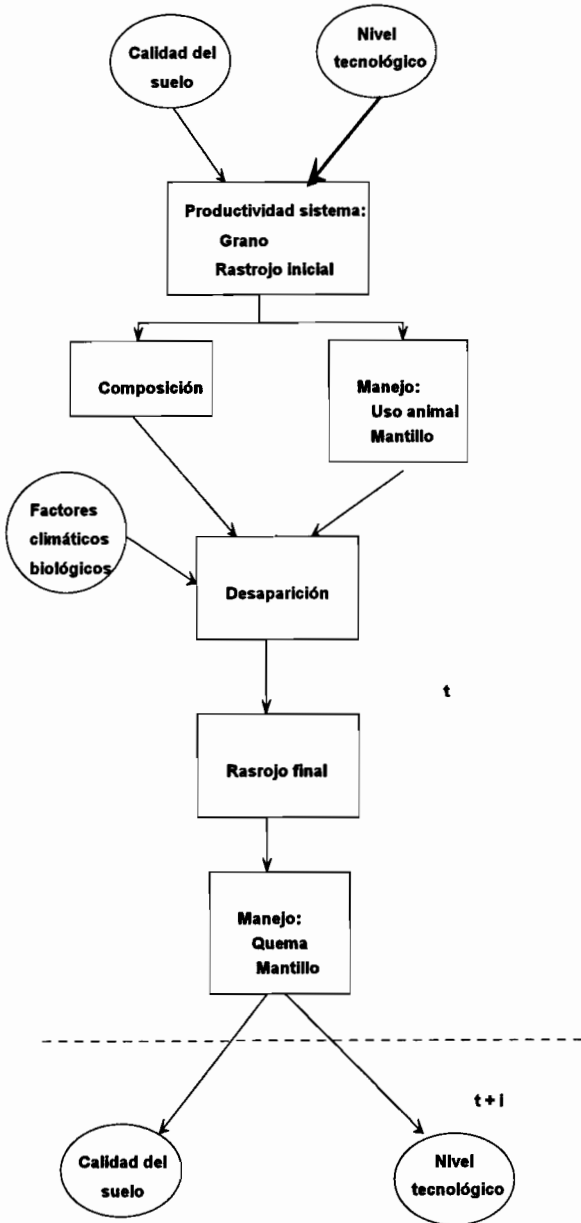 Calidad del
suelo
Nivel
tecnológico
Productividad sistema:
Grano
Rastrojo inicial
Composición
Manejo:
Uso animal
Mantillo
Factores
climáticos
biológicos
Desaparición
t
Rasrojo final
Manejo:
Quema
Mantillo
t + i
Calidad del
suelo
Nivel
tecnológico